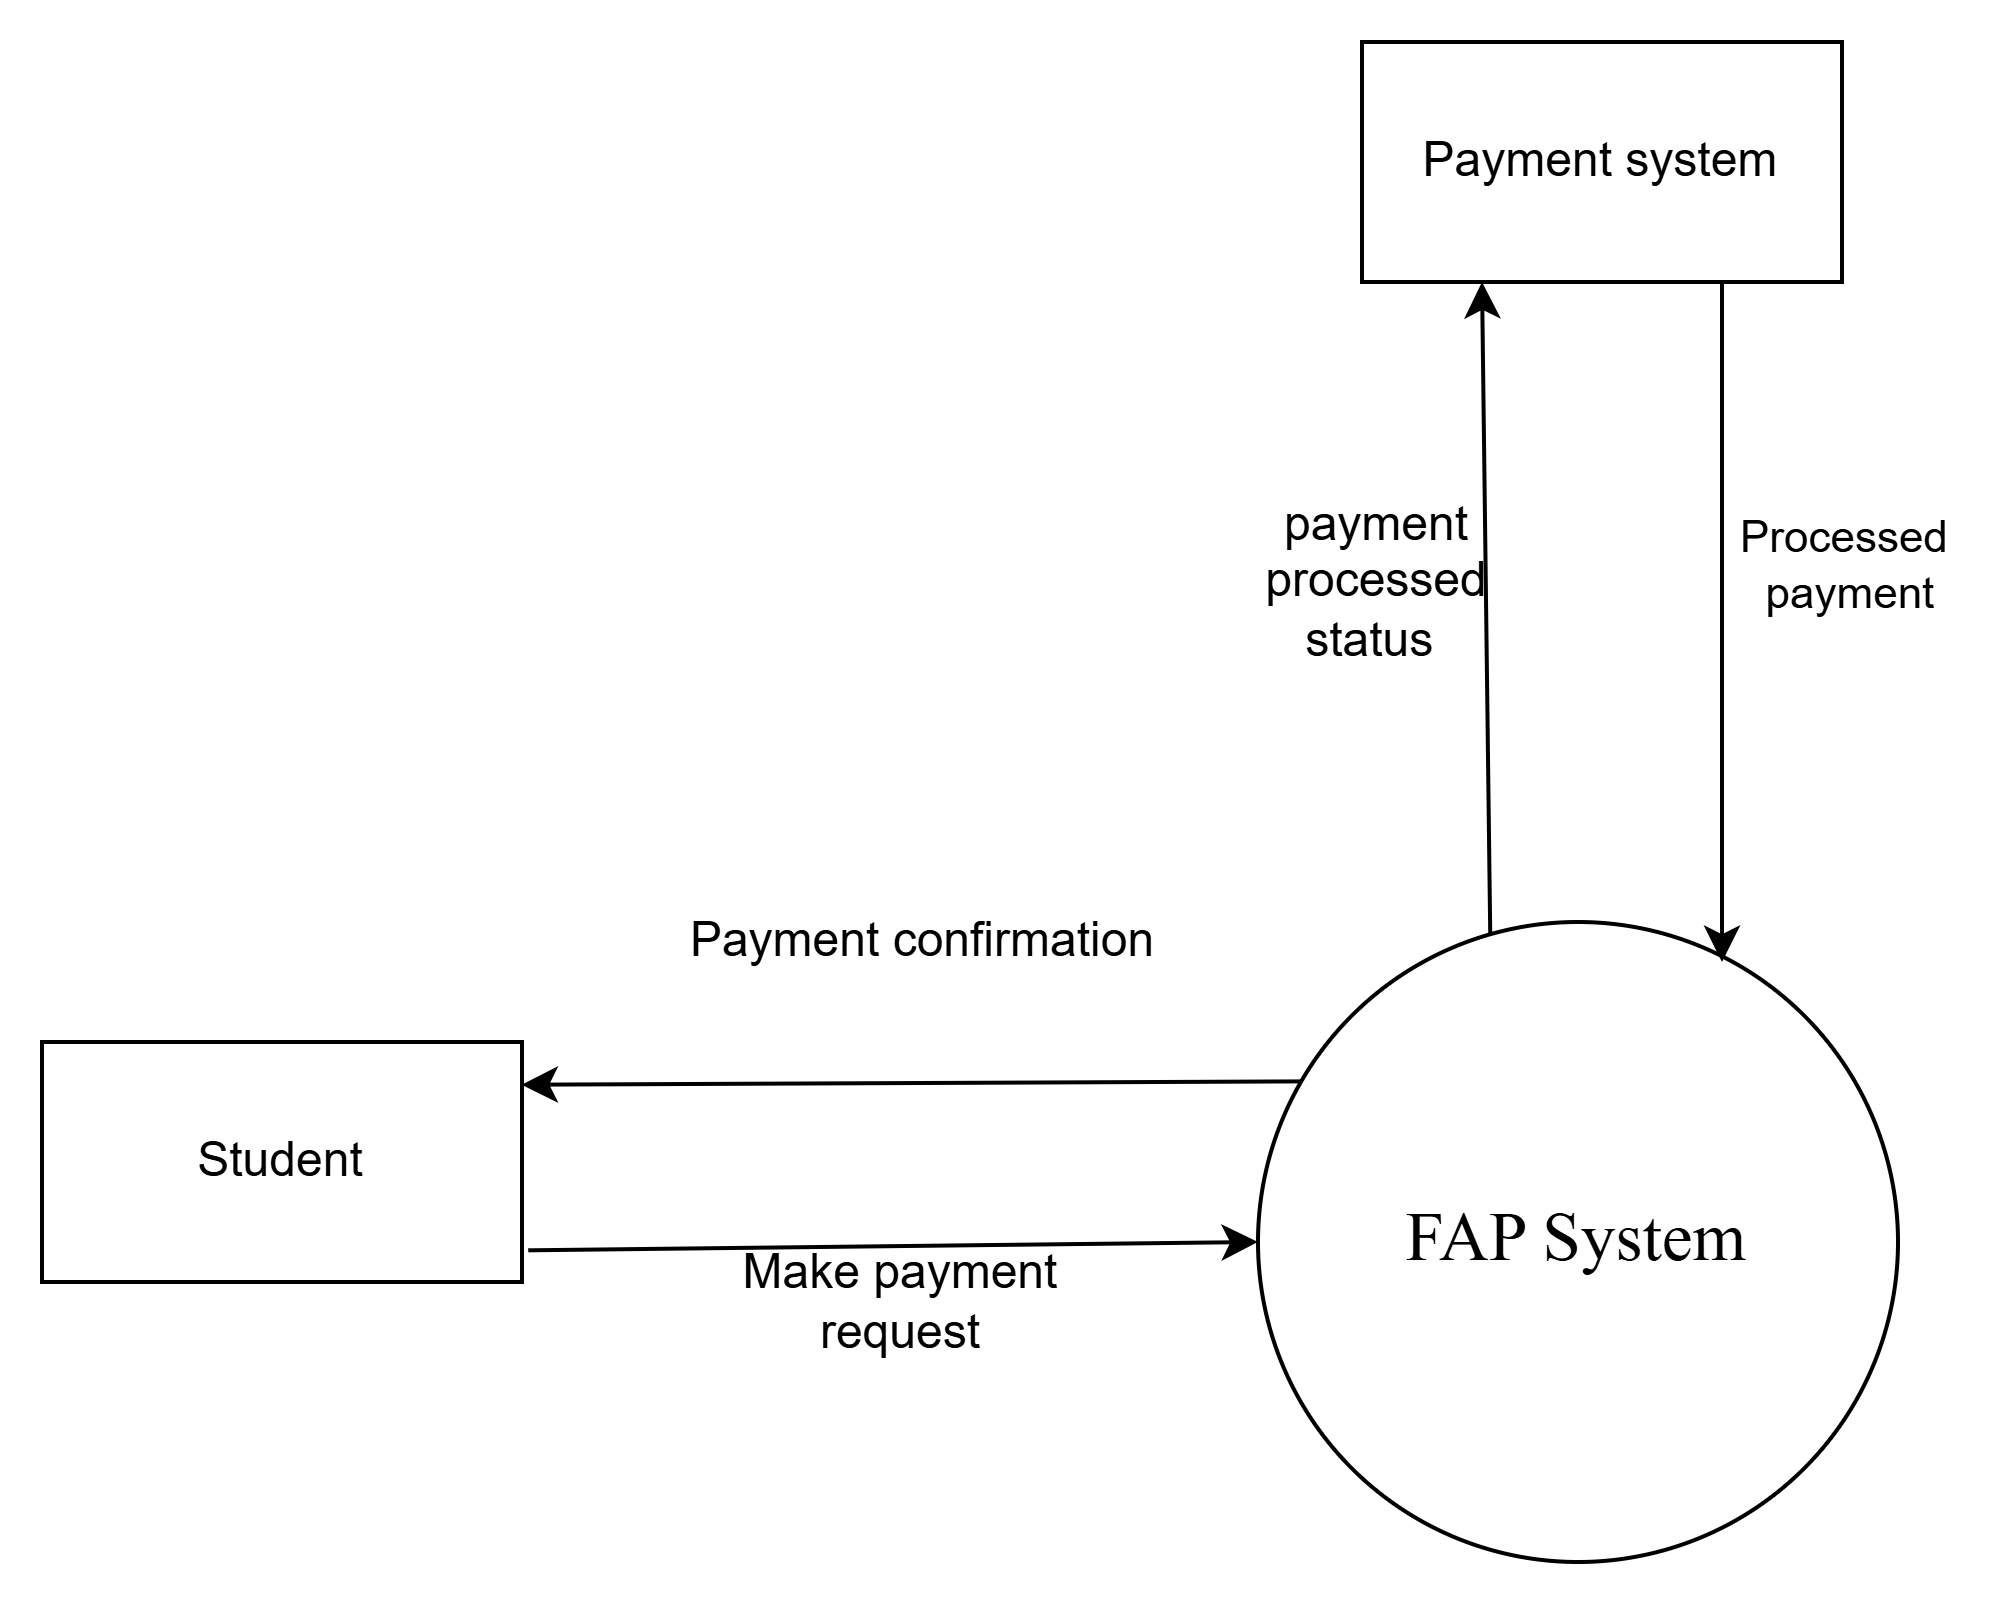 Payment system
payment
processed
status
Processed
payment
Payment confirmation
Student
Make payment
request
FAP System